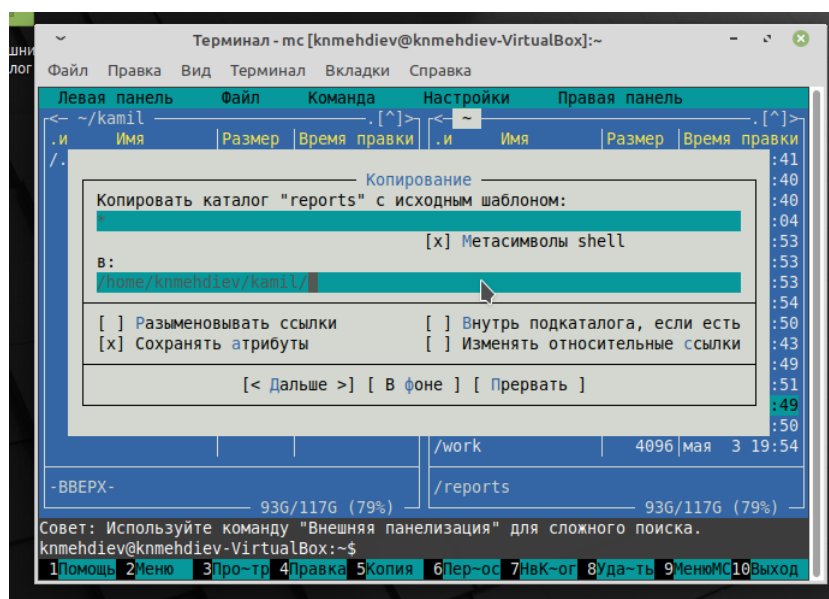 шни
лог
Терминал - mc [knmehdiev@knmehdiev-VirtualBox]:~
Файл Правка Вид Терминал Вкладки Справка
Левая панель Файл Команда Настройки Правая панель
<— ~/kamil .[^]> <— ~ .[^]>
.и Имя Размер Время правки .и Имя Размер Время правки
/. :41
Копирование :40
Копировать каталог "reports" с исходным шаблоном: :40
* :04
[x] Метасимволы shell :53
в: :53
/home/knmehdiev/kamil/ :53
:54
[ ] Разыменовывать ссылки [ ] Внутрь подкаталога, если есть :50
[x] Сохранять атрибуты [ ] Изменять относительные ссылки :43
:49
[< Дальше >] [ В фоне ] [ Прервать ] :51
:49
:50
/work 4096 мая 3 19:54
-ВВЕРХ- /reports
93G/117G (79%) 93G/117G (79%)
Совет: Используйте команду "Внешняя панелизация" для сложного поиска.
knmehdiev@knmehdiev-VirtualBox:~$
1Помощь 2Меню 3Про~тр 4Правка 5Копия 6Пер~ос 7НвК~ог 8Уда~ть 9МенюМС 10Выход